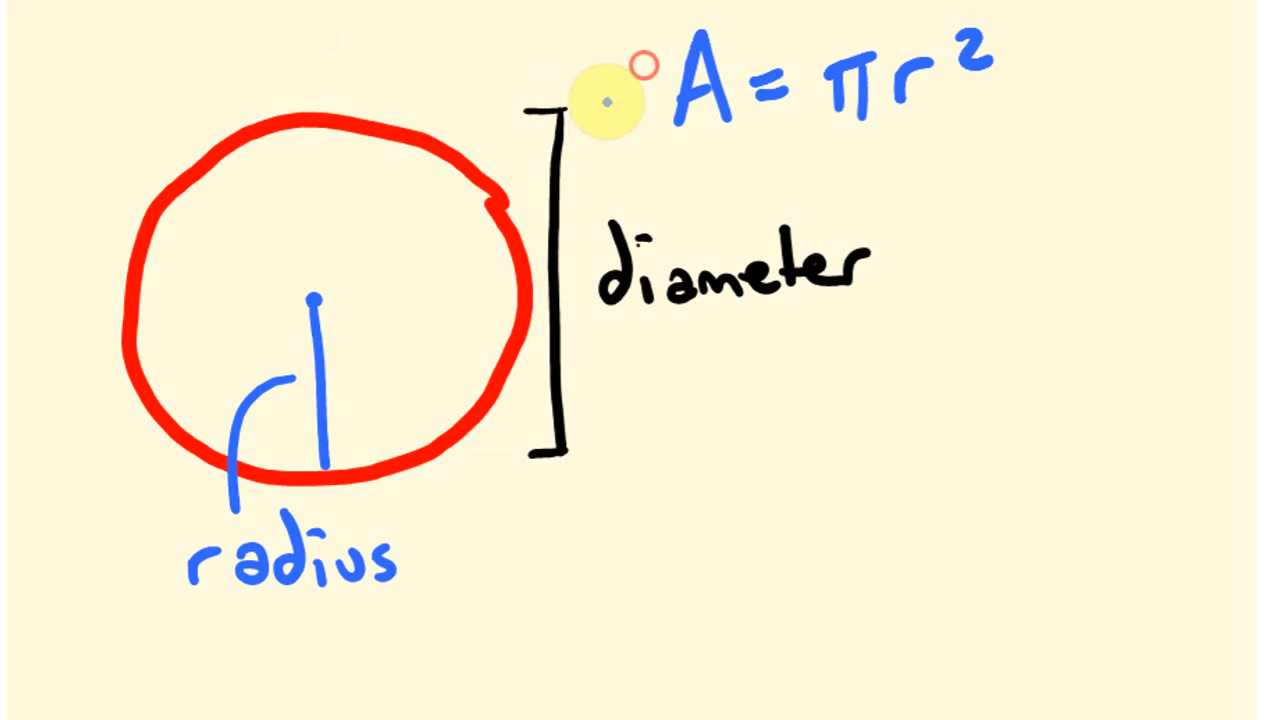 A = πr²
diameter
radius